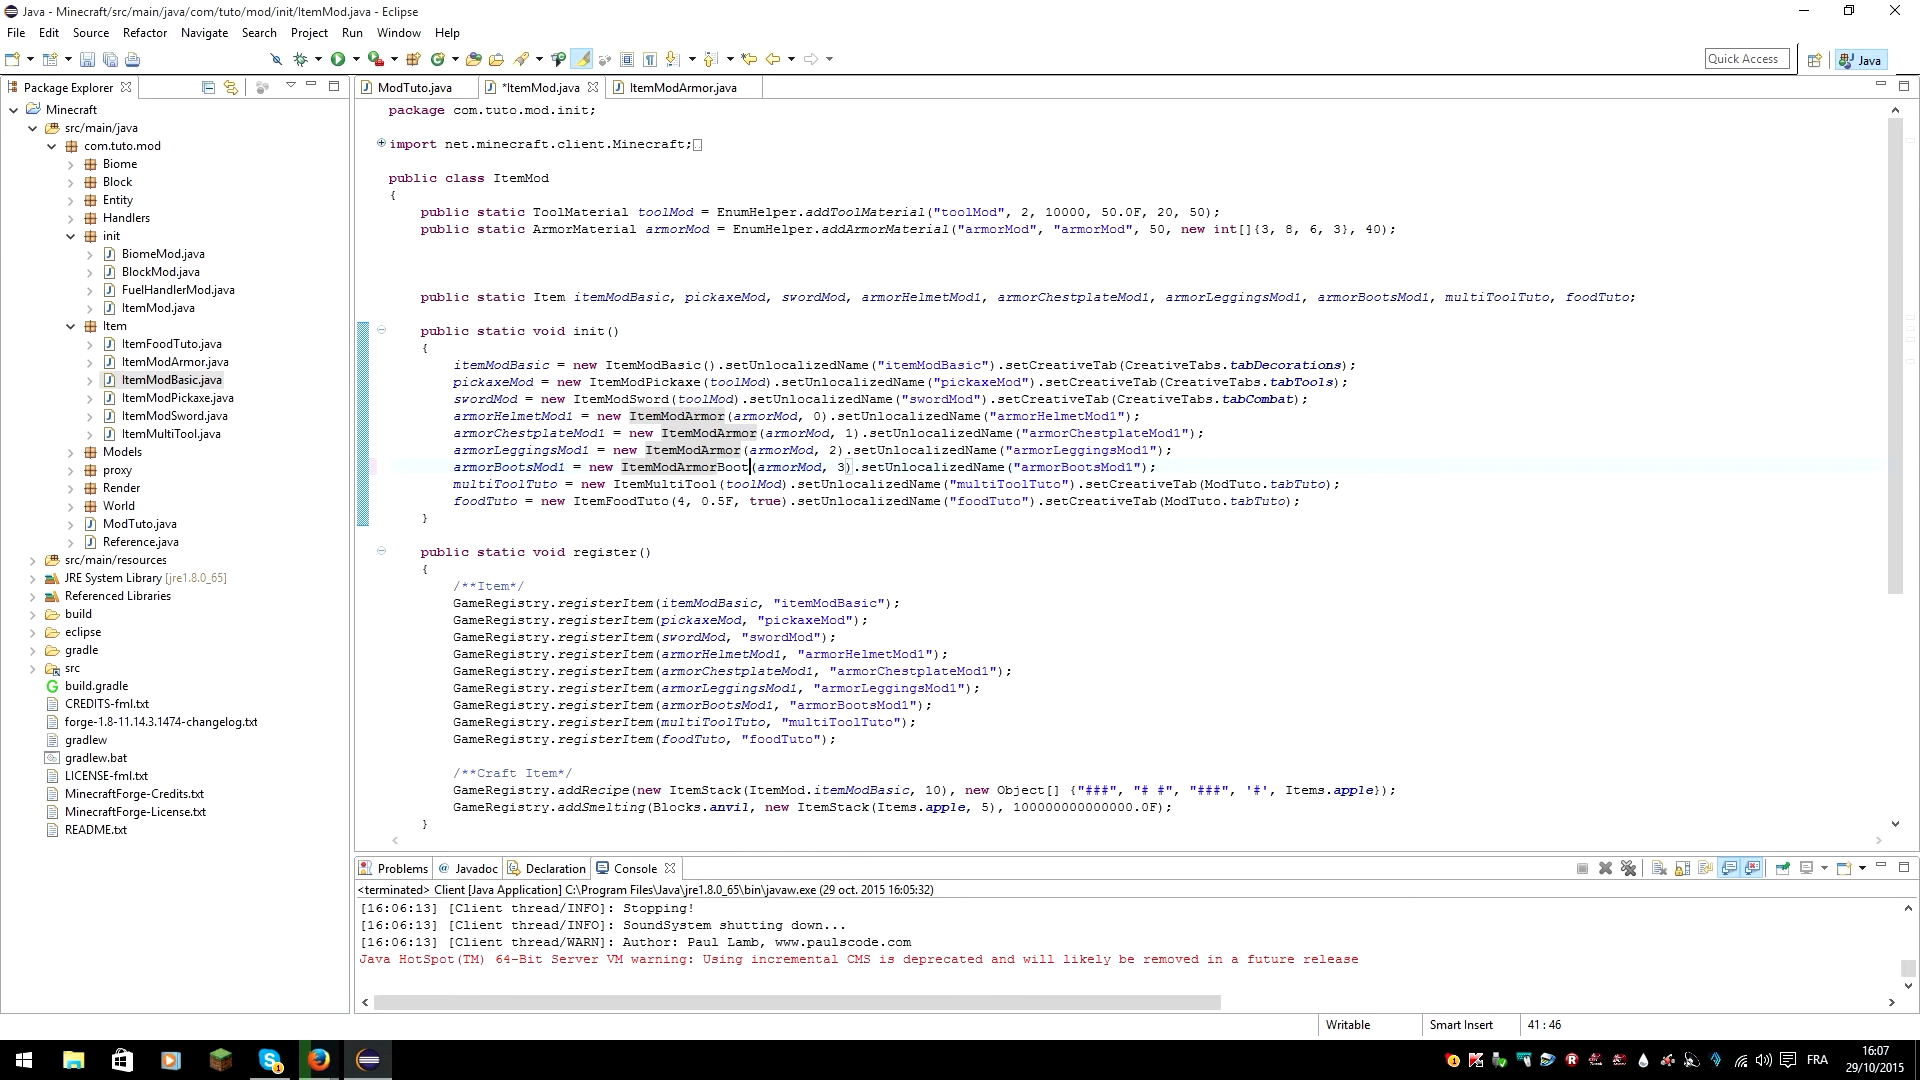 Java - Minecraft/src/main/java/com/tuto/mod/init/ItemMod.java - Eclipse
File Edit Source Refactor Navigate Search Project Run Window Help
Quick Access
Java
Package Explorer
ModTuto.java
*ItemMod.java
ItemModArmor.java
Minecraft
src/main/java
com.tuto.mod
Biome
Block
Entity
Handlers
init
BiomeMod.java
BlockMod.java
FuelHandlerMod.java
ItemMod.java
Item
ItemFoodTuto.java
ItemModArmor.java
ItemModBasic.java
ItemModPickaxe.java
ItemModSword.java
ItemMultiTool.java
Models
proxy
Render
World
ModTuto.java
Reference.java
src/main/resources
JRE System Library [jre1.8.0_65]
Referenced Libraries
build
eclipse
gradle
src
build.gradle
CREDITS-fml.txt
forge-1.8-11.14.3.1474-changelog.txt
gradlew
gradlew.bat
LICENSE-fml.txt
MinecraftForge-Credits.txt
MinecraftForge-License.txt
README.txt
package com.tuto.mod.init;
import net.minecraft.client.Minecraft;
public class ItemMod
{
public static ToolMaterial toolMod = EnumHelper.addToolMaterial("toolMod", 2, 10000, 50.0F, 20, 50);
public static ArmorMaterial armorMod = EnumHelper.addArmorMaterial("armorMod", "armorMod", 50, new int[]{3, 8, 6, 3}, 40);
public static Item itemModBasic, pickaxeMod, swordMod, armorHelmetMod1, armorChestplateMod1, armorLeggingsMod1, armorBootsMod1, multiToolTuto, foodTuto;
public static void init()
{
itemModBasic = new ItemModBasic().setUnlocalizedName("itemModBasic").setCreativeTab(CreativeTabs.tabDecorations);
pickaxeMod = new ItemModPickaxe(toolMod).setUnlocalizedName("pickaxeMod").setCreativeTab(CreativeTabs.tabTools);
swordMod = new ItemModSword(toolMod).setUnlocalizedName("swordMod").setCreativeTab(CreativeTabs.tabCombat);
armorHelmetMod1 = new ItemModArmor(armorMod, 0).setUnlocalizedName("armorHelmetMod1");
armorChestplateMod1 = new ItemModArmor(armorMod, 1).setUnlocalizedName("armorChestplateMod1");
armorLeggingsMod1 = new ItemModArmor(armorMod, 2).setUnlocalizedName("armorLeggingsMod1");
armorBootsMod1 = new ItemModArmorBoot(armorMod, 3).setUnlocalizedName("armorBootsMod1");
multiToolTuto = new ItemMultiTool(toolMod).setUnlocalizedName("multiToolTuto").setCreativeTab(ModTuto.tabTuto);
foodTuto = new ItemFoodTuto(4, 0.5F, true).setUnlocalizedName("foodTuto").setCreativeTab(ModTuto.tabTuto);
}
public static void register()
{
/**Item*/
GameRegistry.registerItem(itemModBasic, "itemModBasic");
GameRegistry.registerItem(pickaxeMod, "pickaxeMod");
GameRegistry.registerItem(swordMod, "swordMod");
GameRegistry.registerItem(armorHelmetMod1, "armorHelmetMod1");
GameRegistry.registerItem(armorChestplateMod1, "armorChestplateMod1");
GameRegistry.registerItem(armorLeggingsMod1, "armorLeggingsMod1");
GameRegistry.registerItem(armorBootsMod1, "armorBootsMod1");
GameRegistry.registerItem(multiToolTuto, "multiToolTuto");
GameRegistry.registerItem(foodTuto, "foodTuto");
/**Craft Item*/
GameRegistry.addRecipe(new ItemStack(ItemMod.itemModBasic, 10), new Object[] {"###", "# #", "###", '#', Items.apple});
GameRegistry.addSmelting(Blocks.anvil, new ItemStack(Items.apple, 5), 100000000000000.0F);
}
Problems
@ Javadoc
Declaration
Console
<terminated> Client [Java Application] C:\Program Files\Java\jre1.8.0_65\bin\javaw.exe (29 oct. 2015 16:05:32)
[16:06:13] [Client thread/INFO]: Stopping!
[16:06:13] [Client thread/INFO]: SoundSystem shutting down...
[16:06:13] [Client thread/WARN]: Author: Paul Lamb, www.paulscode.com
Java HotSpot(TM) 64-Bit Server VM warning: Using incremental CMS is deprecated and will likely be removed in a future release
Writable
Smart Insert
41 : 46
FRA
16:07
29/10/2015